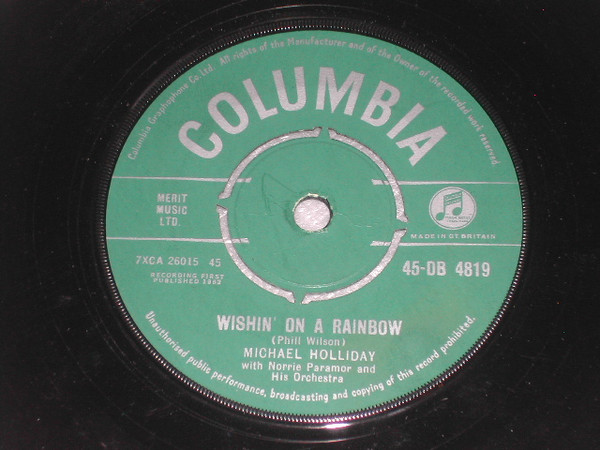 Columbia Graphophone Co. Ltd. All rights of the Manufacturer and of the Owner of the recorded work reserved
COLUMBIA
MERIT
MUSIC
LTD.
MADE IN GT BRITAIN
7XCA 26015 45
RECORDING FIRST
PUBLISHED 1962
45-DB 4819
WISHIN' ON A RAINBOW
(Phill Wilson)
MICHAEL HOLLIDAY
with Norrie Paramor and
His Orchestra
Unauthorised public performance, broadcasting and copying of this record prohibited.